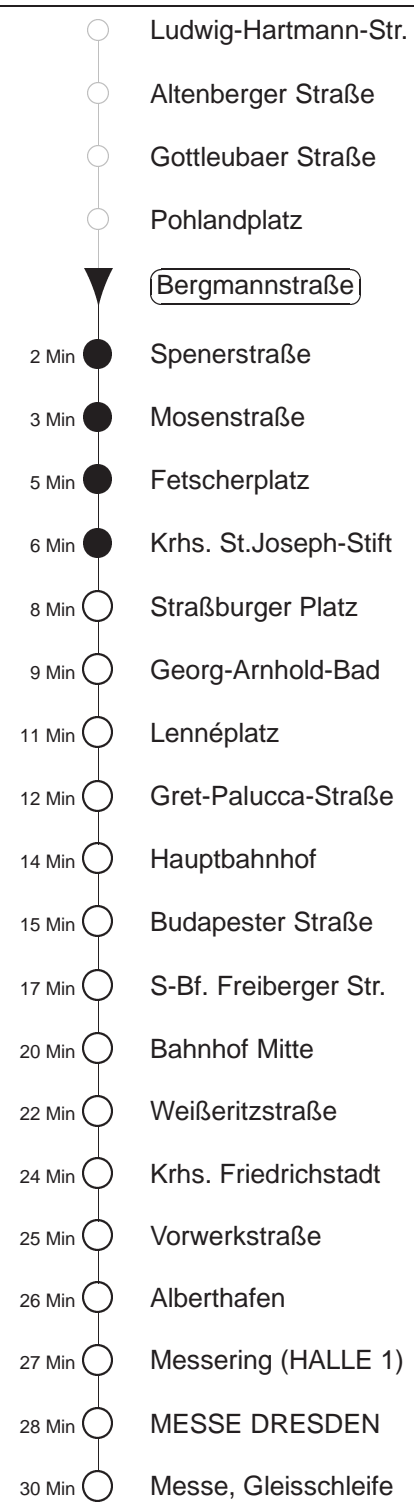 Ludwig-Hartmann-Str.
Altenberger Straße
Gottleubaer Straße
Pohlandplatz
Bergmannstraße
2 Min Spenerstraße
3 Min Mosenstraße
5 Min Fetscherplatz
6 Min Krhs. St.Joseph-Stift
8 Min Straßburger Platz
9 Min Georg-Arnhold-Bad
11 Min Lennéplatz
12 Min Gret-Palucca-Straße
14 Min Hauptbahnhof
15 Min Budapester Straße
17 Min S-Bf. Freiberger Str.
20 Min Bahnhof Mitte
22 Min Weißeritzstraße
24 Min Krhs. Friedrichstadt
25 Min Vorwerkstraße
26 Min Alberthafen
27 Min Messering (HALLE 1)
28 Min MESSE DRESDEN
30 Min Messe, Gleisschleife